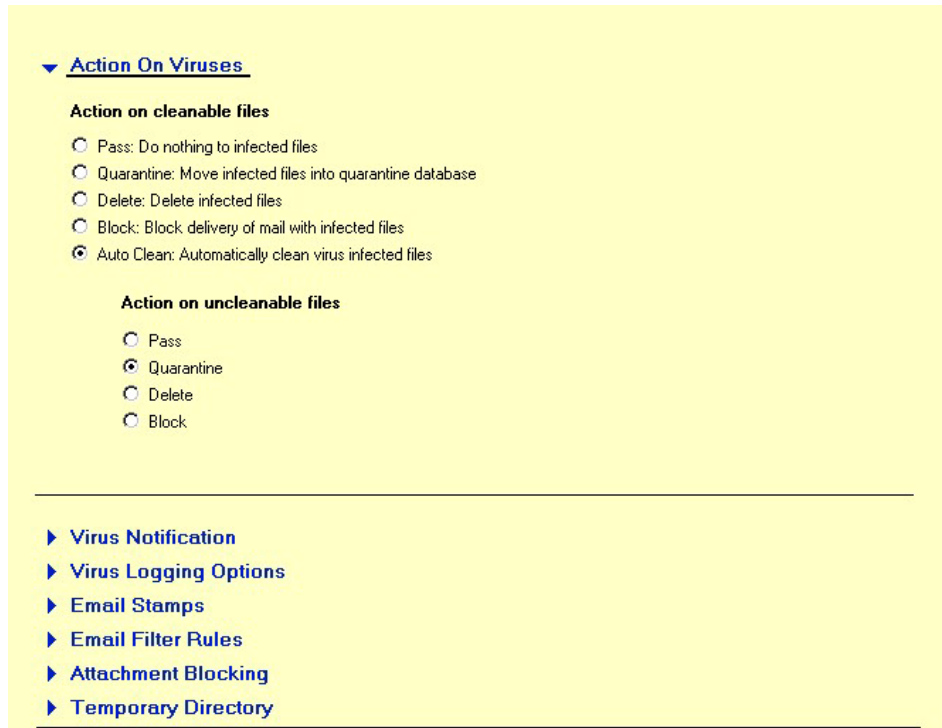 Action On Viruses
Action on cleanable files
Pass: Do nothing to infected files
Quarantine: Move infected files into quarantine database
Delete: Delete infected files
Block: Block delivery of mail with infected files
Auto Clean: Automatically clean virus infected files
Action on uncleanable files
Pass
Quarantine
Delete
Block
Virus Notification
Virus Logging Options
Email Stamps
Email Filter Rules
Attachment Blocking
Temporary Directory